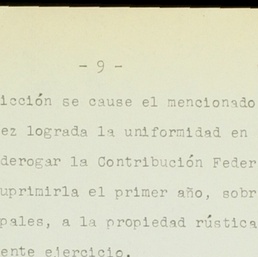 - 9 -
icción se cause el mencionado
ez lograda la uniformidad en
derogar la Contribución Feder
uprimirla el primer año, sobr
pales, a la propiedad rústica
ente ejercicio.